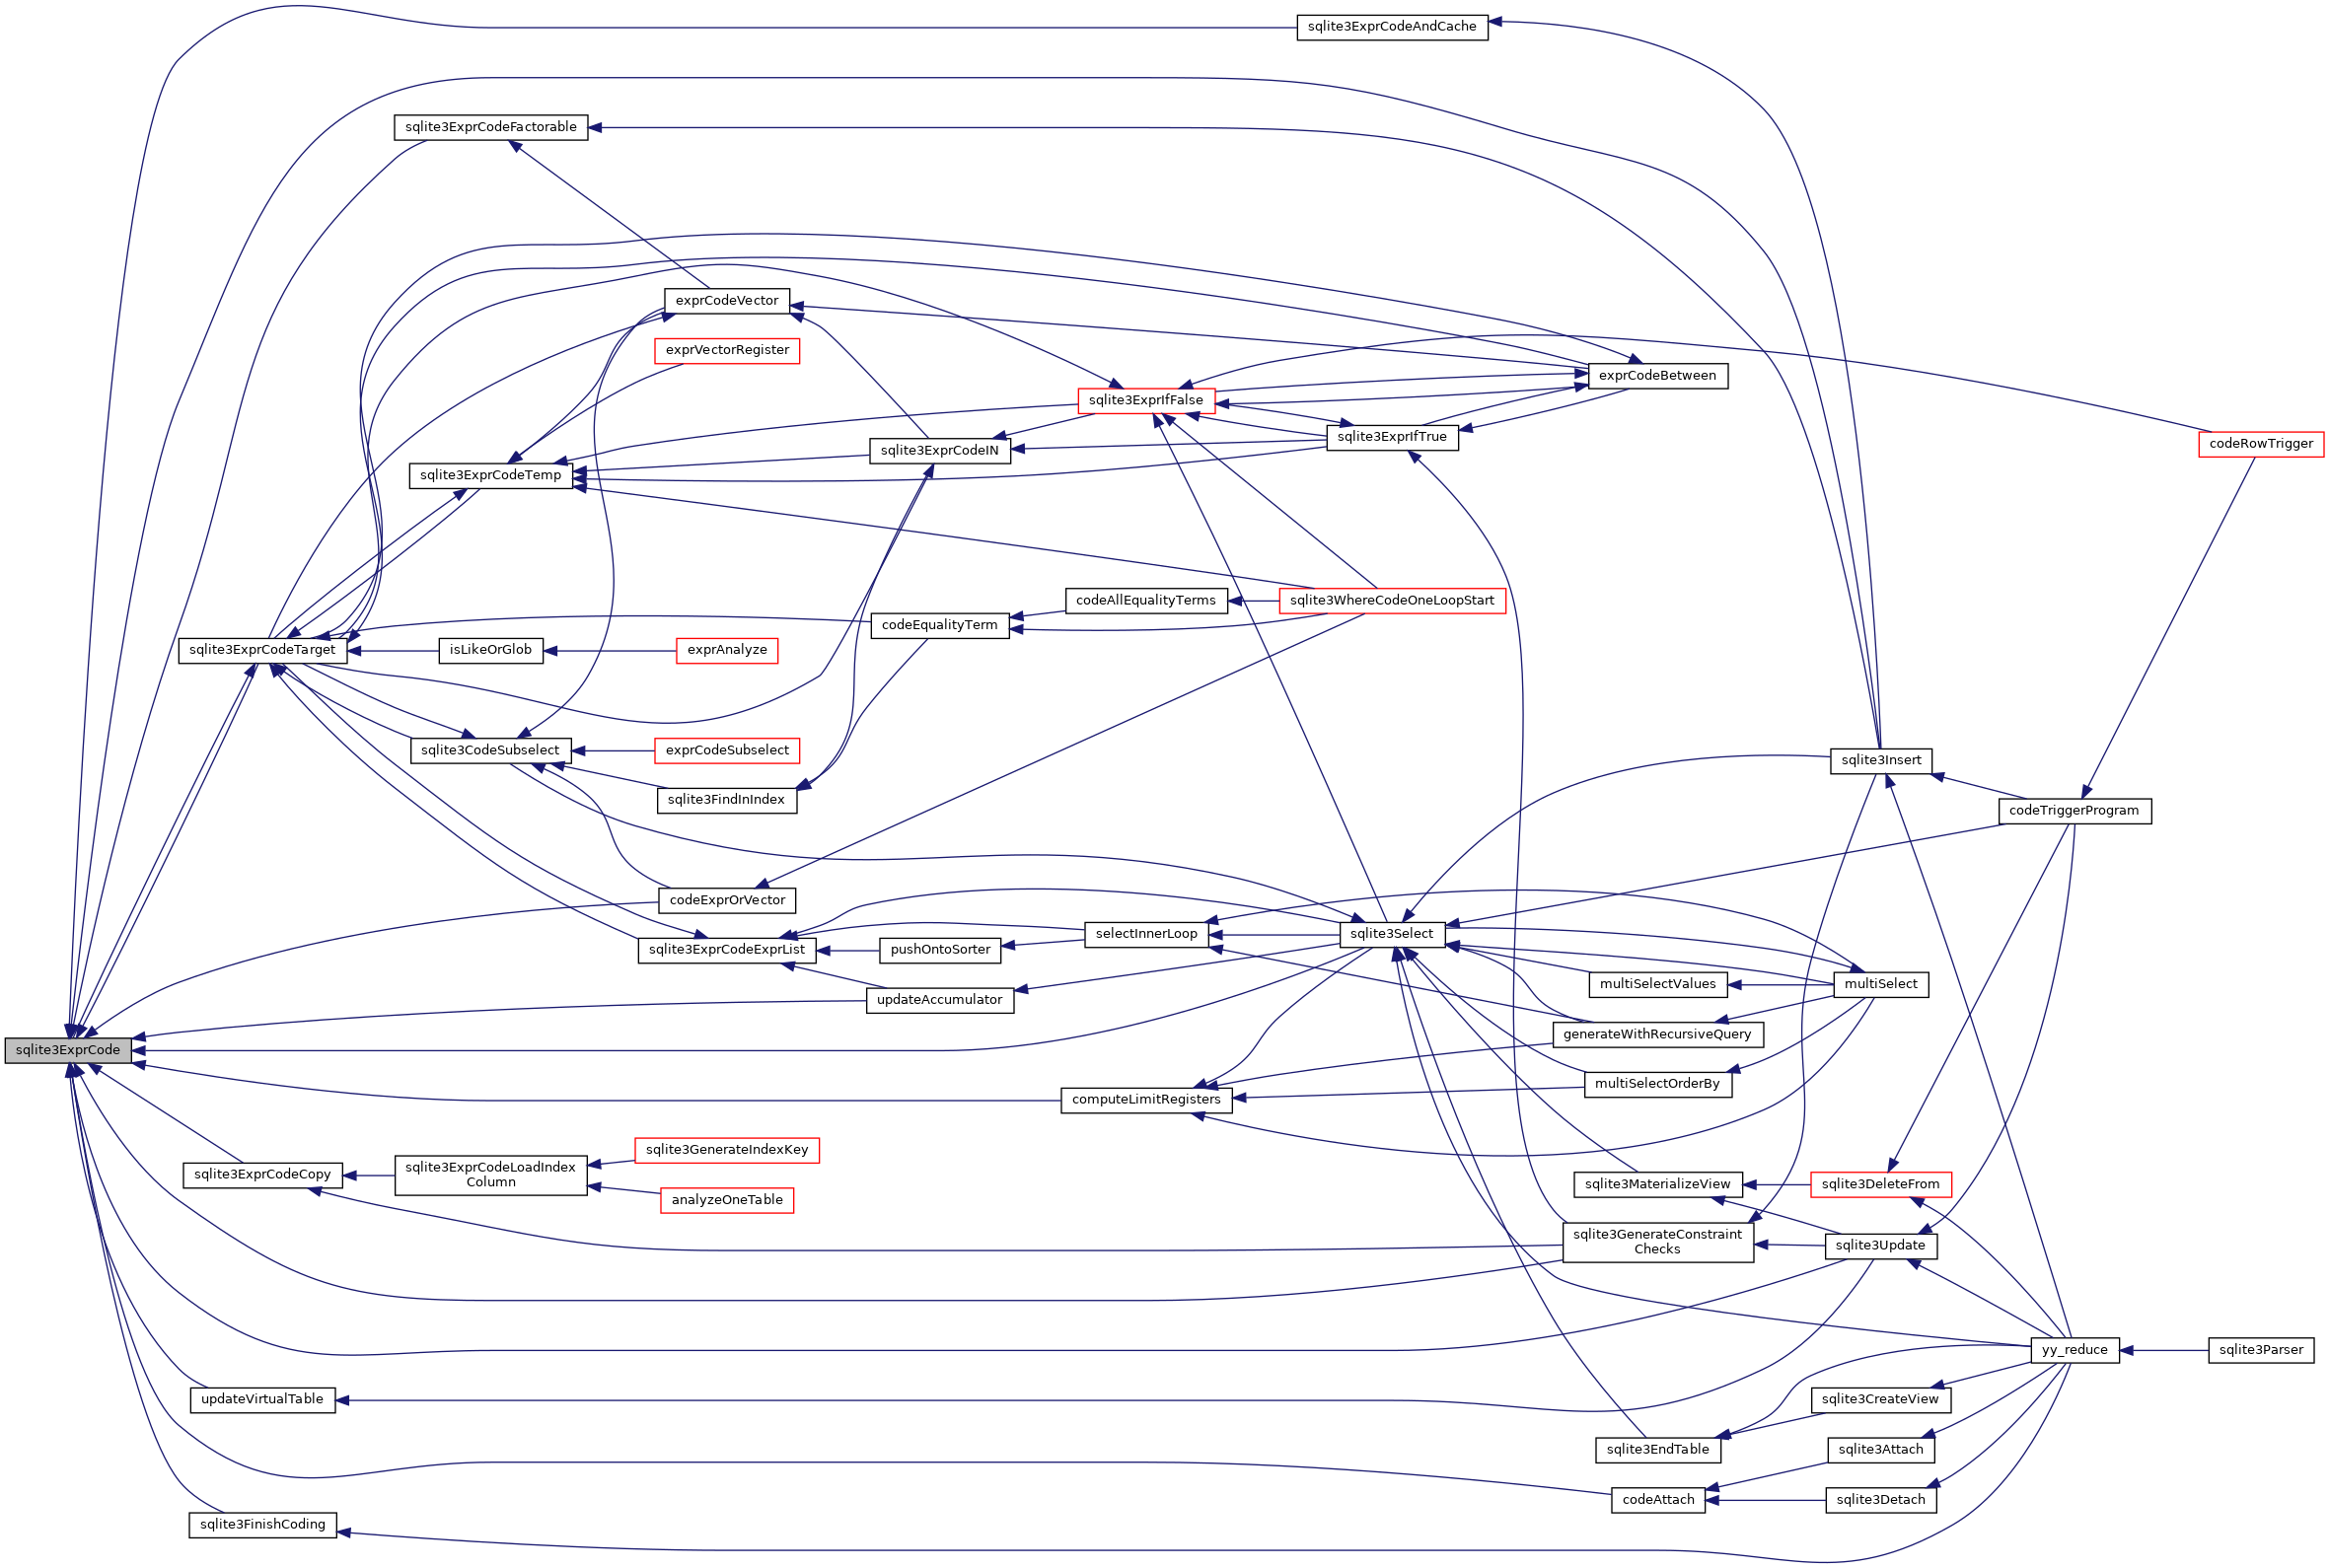 sqlite3ExprCodeAndCache
sqlite3ExprCodeFactorable
exprCodeVector
exprVectorRegister
exprCodeBetween
sqlite3ExprIfFalse
sqlite3ExprIfTrue
codeRowTrigger
sqlite3ExprCodeIN
sqlite3ExprCodeTemp
codeAllEqualityTerms
sqlite3WhereCodeOneLoopStart
codeEqualityTerm
sqlite3ExprCodeTarget
isLikeOrGlob
exprAnalyze
sqlite3CodeSubselect
exprCodeSubselect
sqlite3Insert
sqlite3FindInIndex
codeTriggerProgram
codeExprOrVector
sqlite3ExprCodeExprList
pushOntoSorter
selectInnerLoop
sqlite3Select
multiSelectValues
multiSelect
updateAccumulator
generateWithRecursiveQuery
sqlite3ExprCode
multiSelectOrderBy
computeLimitRegisters
sqlite3GenerateIndexKey
sqlite3ExprCodeCopy
sqlite3ExprCodeLoadIndex
Column
analyzeOneTable
sqlite3MaterializeView
sqlite3DeleteFrom
sqlite3GenerateConstraint
Checks
sqlite3Update
yy_reduce
sqlite3Parser
updateVirtualTable
sqlite3CreateView
sqlite3EndTable
sqlite3Attach
codeAttach
sqlite3Detach
sqlite3FinishCoding